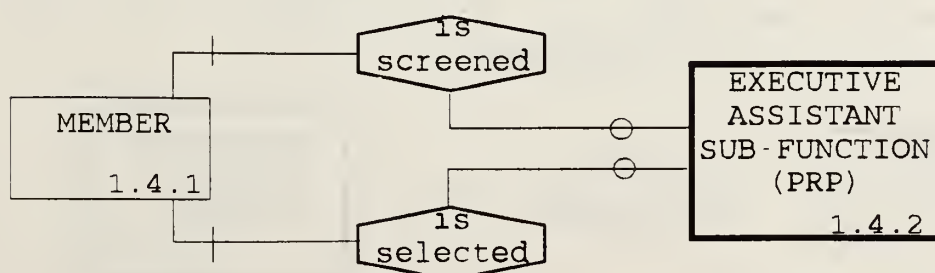 is
screened
MEMBER
1.4.1
EXECUTIVE
ASSISTANT
SUB-FUNCTION
(PRP)
1.4.2
is
selected